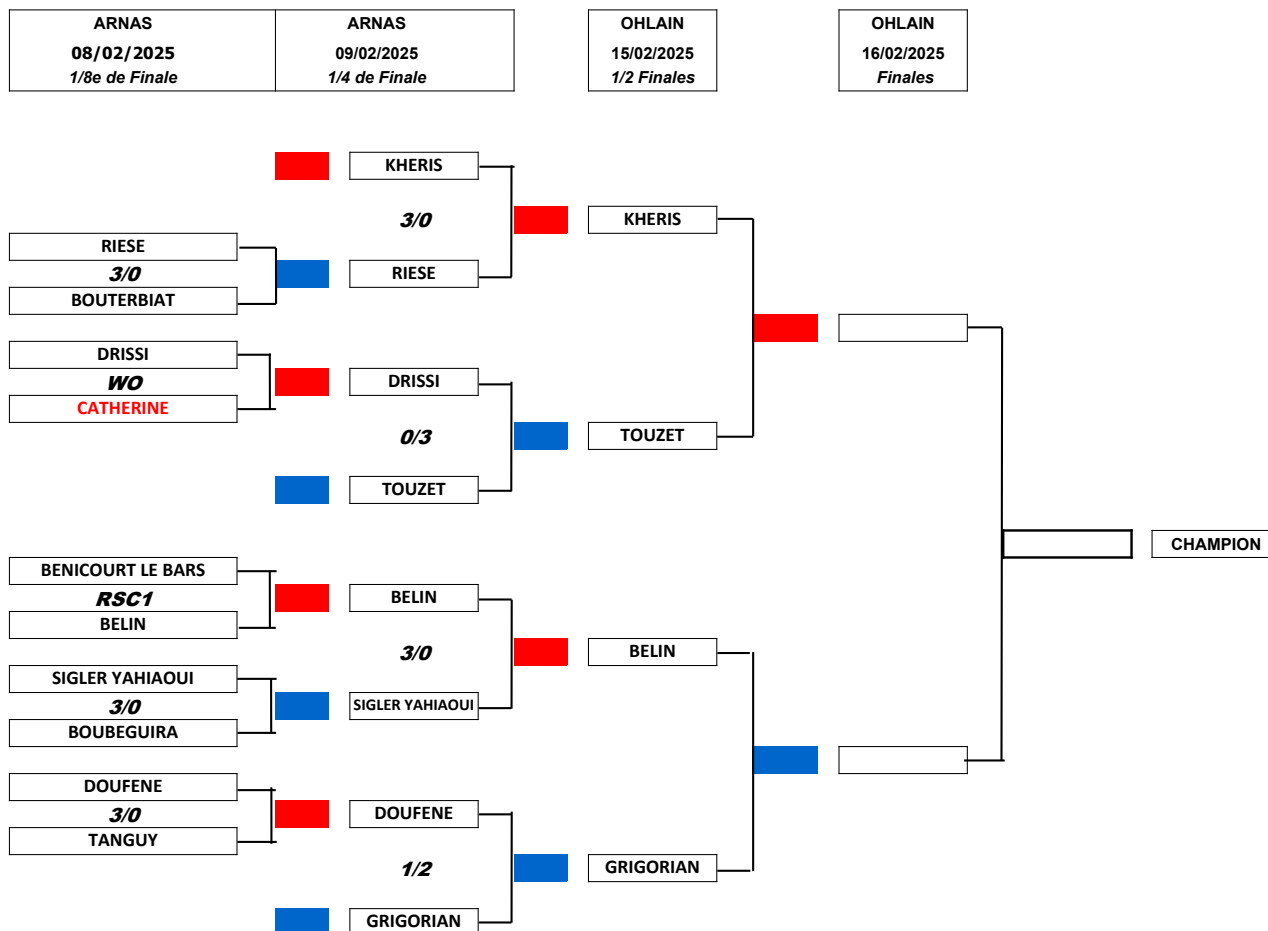 ARNAS
08/02/2025
1/8e de Finale
ARNAS
09/02/2025
1/4 de Finale
OHLAIN
15/02/2025
1/2 Finales
OHLAIN
16/02/2025
Finales
RIESE
3/0
BOUTERBIAT
DRISSI
WO
CATHERINE
BENICOURT LE BARS
RSC1
BELIN
SIGLER YAHIAOUI
3/0
BOUBEGUIRA
DOUFENE
3/0
TANGUY
KHERIS
3/0
RIESE
DRISSI
0/3
TOUZET
BELIN
3/0
SIGLER YAHIAOUI
DOUFENE
1/2
GRIGORIAN
KHERIS
TOUZET
BELIN
GRIGORIAN
CHAMPION